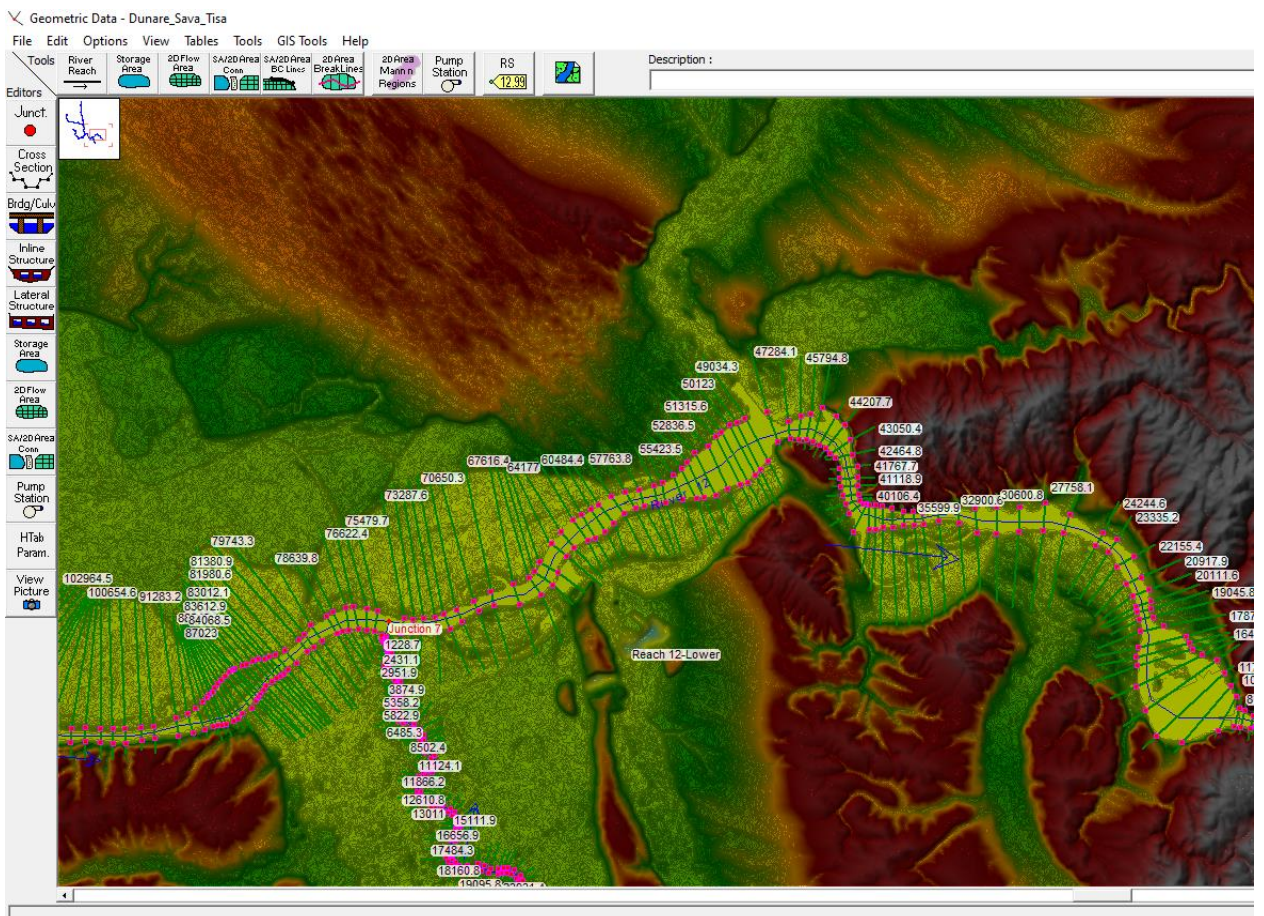 Geometric Data - Dunare_Sava_Tisa
File Edit Options View Tables Tools GIS Tools Help
Tools
Editors
River
Reach
Storage
Area
2D Flow
Area
SA/2D Area
Conn
SA/2D Area
BC Lines
2D Area
BreakLines
2D Area
Mann n
Regions
Pump
Station
RS
12.99
Description :
Junct.
Cross
Section
Brdg/Culv
Inline
Structure
Lateral
Structure
Storage
Area
2D Flow
Area
SA/2D Area
Conn
Pump
Station
HTab
Param.
View
Picture
49034.3
47284.1
45794.8
50123
51315.6
52836.5
55423.5
57763.8
60484.4
64177
67616.4
70650.3
73287.6
75479.7
76622.4
78639.8
79743.3
81380.9
81980.6
83012.1
83612.9
84068.5
87023
91283.2
100654.6
102964.5
44207.7
43050.4
42464.8
41767.7
41118.9
40106.4
35599.9
32900.6
30600.8
27758.1
24244.6
23335.2
22155.4
20917.9
20111.6
19045.8
Junction 7
1228.7
2431.1
2951.9
3874.9
5358.2
5822.9
6485.3
8502.4
11124.1
11866.2
12610.8
13011
15111.9
16656.9
17484.3
18160.8
19095.8
Reach 12-Lower